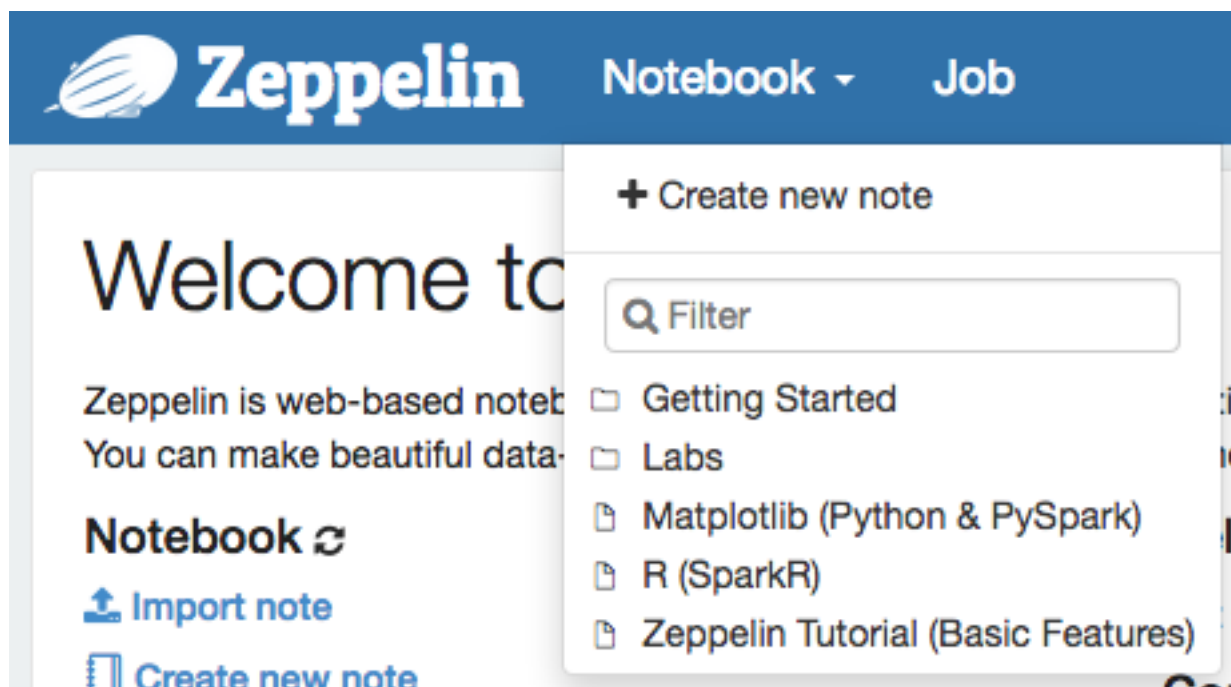 Zeppelin Notebook Job
+ Create new note
Welcome to
Filter
Zeppelin is web-based
You can make beautiful data-
Getting Started
Labs
Matplotlib (Python & PySpark)
R (SparkR)
Zeppelin Tutorial (Basic Features)
Notebook
Import note
Create new note